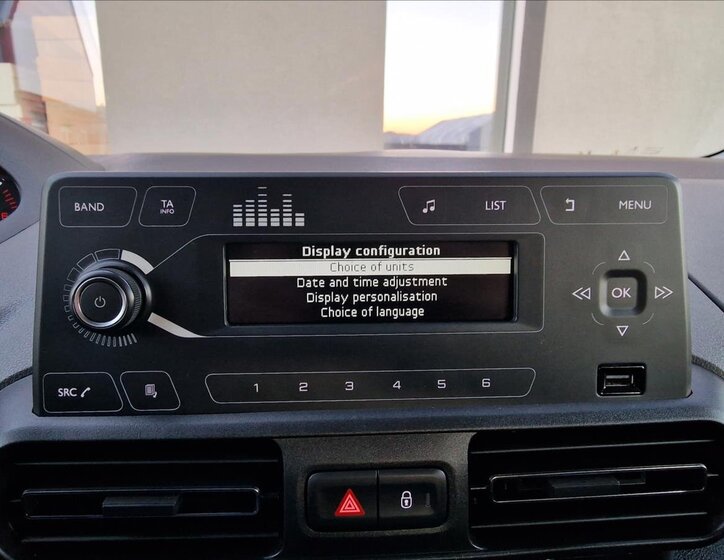 BAND
TA
INFO
LIST
MENU
Display configuration
Choice of units
Date and time adjustment
Display personalisation
Choice of language
OK
SRC
1 2 3 4 5 6